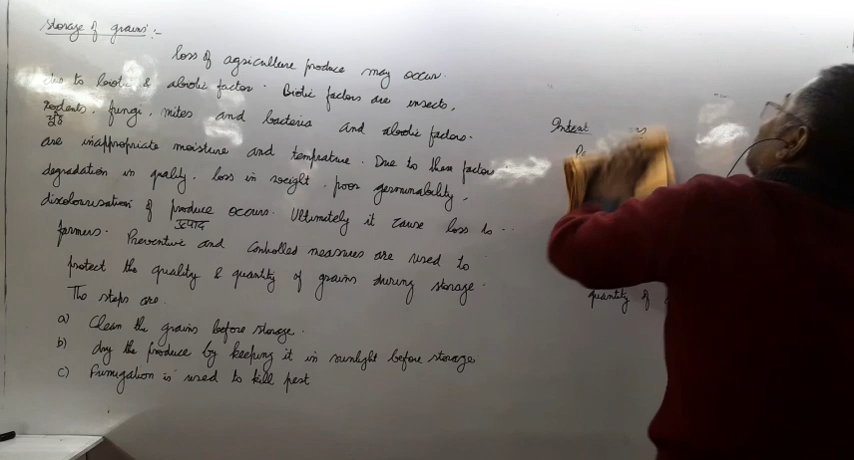 Storage of grains :-
loss of agriculture produce may occur.
to biotic & abiotic factor. Biotic factors are insects,
rodents, fungi, mites and bacteria and abiotic factors.
are inappropriate moisture and temprature. Due to these factors
degradation in quality, loss in weight, poor germinability,
discolourisation of produce occurs. Ultimately it cause loss to
उत्पाद
farmers. Preventive and Controlled measures are used to
protect the quality & quantity of grains during storage.
The steps are.
a) Clean the grains before storage.
b) dry the produce by keeping it in sunlight before storage
c) Fumigation is used to kill pest
quantity of